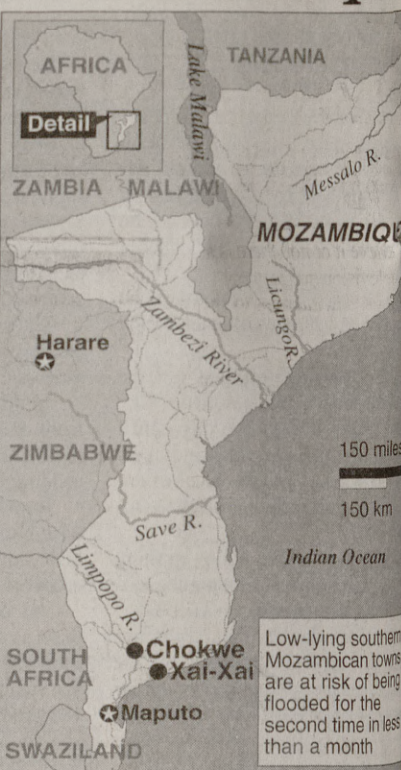 AFRICA
Detail
Lake Malawi
TANZANIA
Messalo R.
ZAMBIA
MALAWI
MOZAMBIQU
Licungo R.
Zambezi River
Harare
ZIMBABWE
150 miles
150 km
Save R.
Indian Ocean
Limpopo R.
Chokwe
Xai-Xai
SOUTH
AFRICA
Maputo
SWAZILAND
Low-lying southern
Mozambican towns
are at risk of being
flooded for the
second time in less
than a month